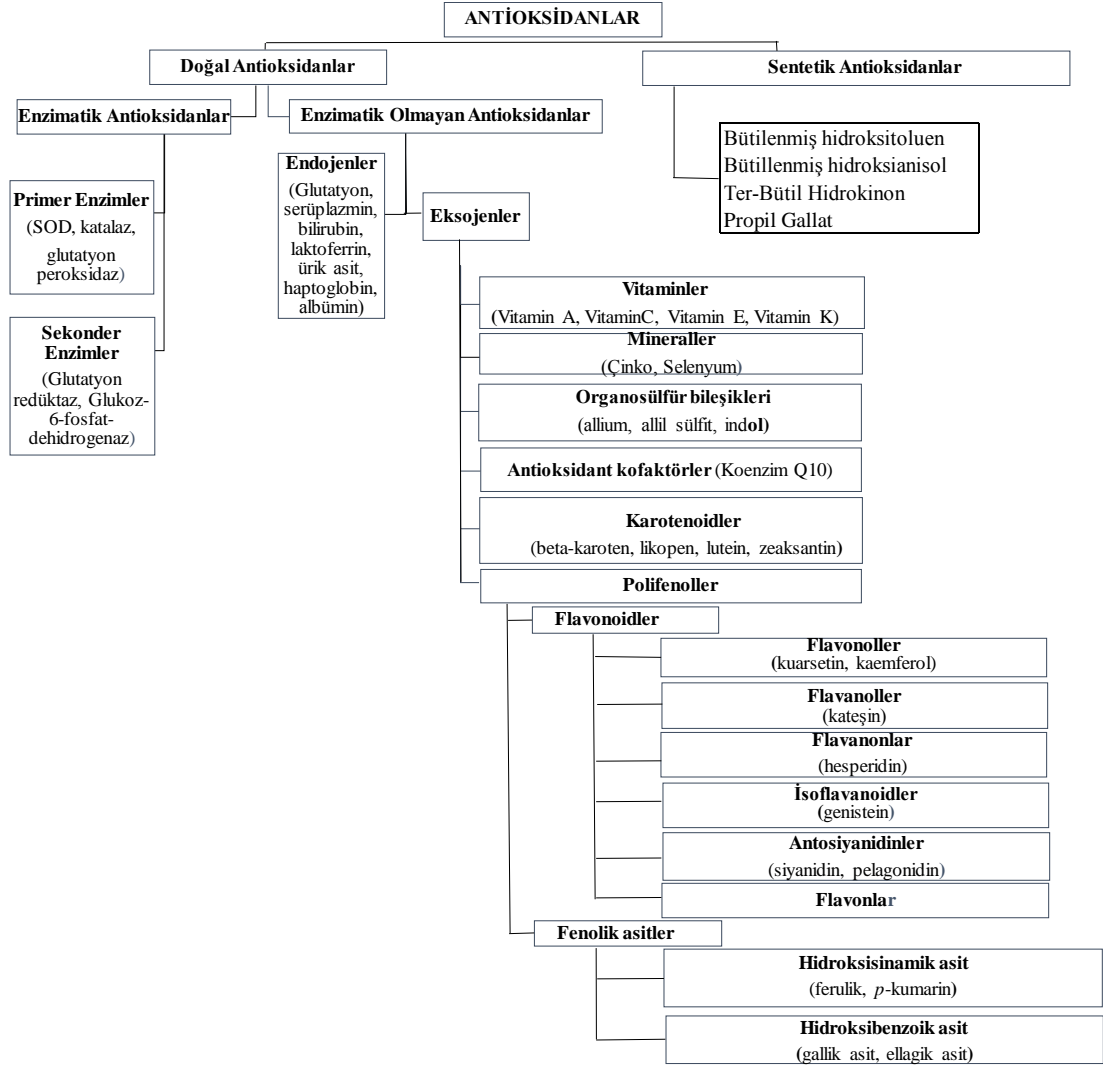 ANTİOKSİDANLAR
Doğal Antioksidanlar
Sentetik Antioksidanlar
Enzimatik Antioksidanlar
Enzimatik Olmayan Antioksidanlar
Bütilenmiş hidroksitoluen
Bütillenmiş hidroksianisol
Ter-Bütil Hidrokinon
Propil Gallat
Primer Enzimler
(SOD, katalaz,
glutatyon
peroksidaz)
Sekonder
Enzimler
(Glutatyon
redüktaz, Glukoz-
6-fosfat-
dehidrogenaz)
Endojenler
(Glutatyon,
serüplazmin,
bilirubin,
laktoferrin,
ürik asit,
haptoglobin,
albümin)
Eksojenler
Vitaminler
(Vitamin A, VitaminC, Vitamin E, Vitamin K)
Mineraller
(Çinko, Selenyum)
Organosülfür bileşikleri
(allium, allil sülfit, indol)
Antioksidant kofaktörler (Koenzim Q10)
Karotenoidler
(beta-karoten, likopen, lutein, zeaksantin)
Polifenoller
Flavonoidler
Flavonoller
(kuarsetin, kaemferol)
Flavanoller
(kateşin)
Flavanonlar
(hesperidin)
İsoflavanoidler
(genistein)
Antosiyanidinler
(siyanidin, pelagonidin)
Flavonlar
Fenolik asitler
Hidroksisinamik asit
(ferulik, p-kumarin)
Hidroksibenzoik asit
(gallik asit, ellagik asit)